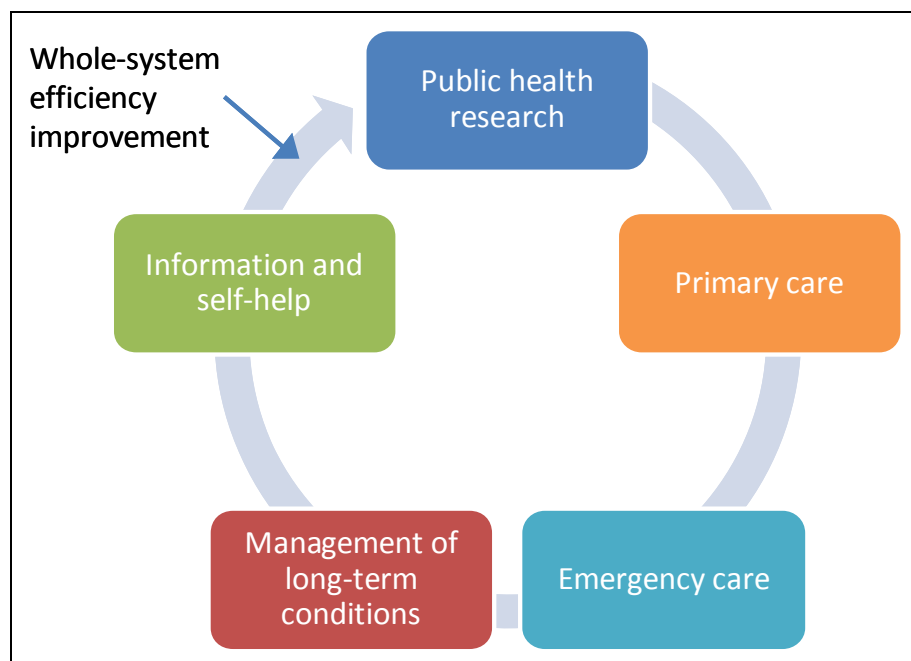 Whole-system
efficiency
improvement
Public health
research
Primary care
Emergency care
Management of
long-term
conditions
Information and
self-help